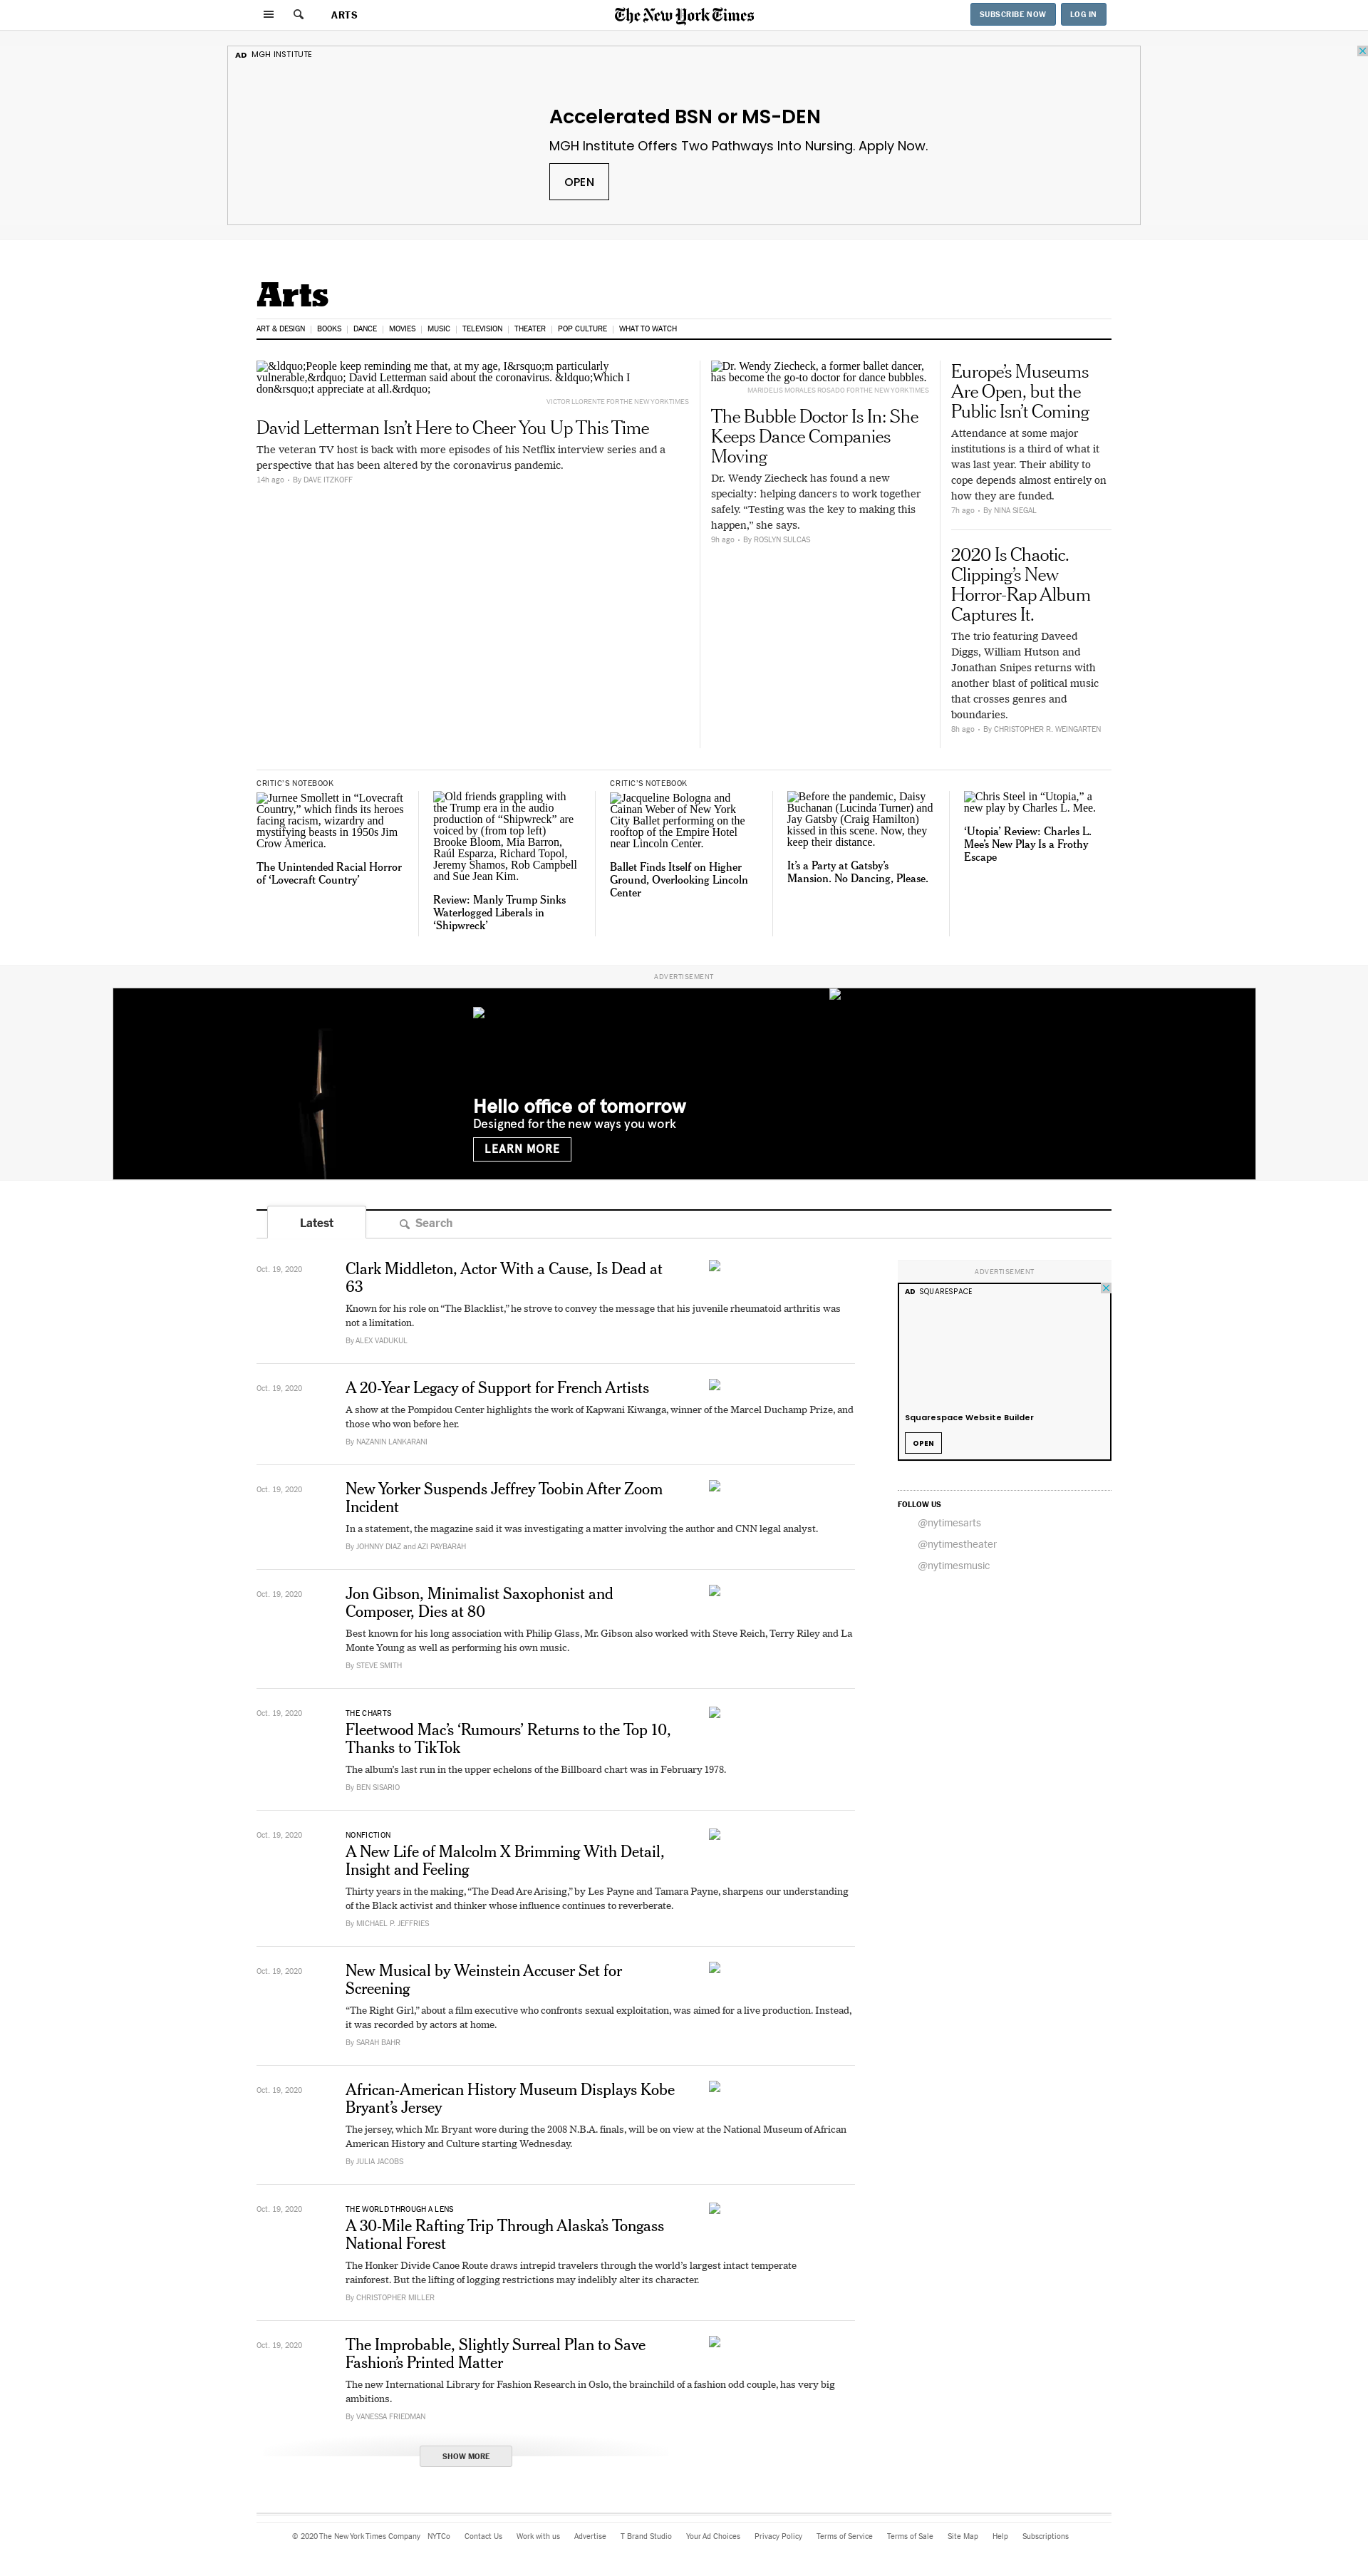 ARTS
The New York Times
SUBSCRIBE NOW
LOG IN
AD MGH INSTITUTE
Accelerated BSN or MS-DEN
MGH Institute Offers Two Pathways Into Nursing. Apply Now.
OPEN
Arts
ART & DESIGN | BOOKS | DANCE | MOVIES | MUSIC | TELEVISION | THEATER | POP CULTURE | WHAT TO WATCH
&ldquo;People keep reminding me that, at my age, I&rsquo;m particularly
vulnerable,&rdquo; David Letterman said about the coronavirus. &ldquo;Which I
don&rsquo;t appreciate at all.&rdquo;
VICTOR LLORENTE FOR THE NEW YORK TIMES
David Letterman Isn’t Here to Cheer You Up This Time
The veteran TV host is back with more episodes of his Netflix interview series and a
perspective that has been altered by the coronavirus pandemic.
14h ago • By DAVE ITZKOFF
Dr. Wendy Ziecheck, a former ballet dancer,
has become the go-to doctor for dance bubbles.
MARIDELIS MORALES ROSADO FOR THE NEW YORK TIMES
The Bubble Doctor Is In: She
Keeps Dance Companies
Moving
Dr. Wendy Ziecheck has found a new
specialty: helping dancers to work together
safely. “Testing was the key to making this
happen,” she says.
9h ago • By ROSLYN SULCAS
Europe’s Museums
Are Open, but the
Public Isn’t Coming
Attendance at some major
institutions is a third of what it
was last year. Their ability to
cope depends almost entirely on
how they are funded.
7h ago • By NINA SIEGAL
2020 Is Chaotic.
Clipping’s New
Horror-Rap Album
Captures It.
The trio featuring Daveed
Diggs, William Hutson and
Jonathan Snipes returns with
another blast of political music
that crosses genres and
boundaries.
8h ago • By CHRISTOPHER R. WEINGARTEN
CRITIC’S NOTEBOOK
Jurnee Smollett in “Lovecraft
Country,” which finds its heroes
facing racism, wizardry and
mystifying beasts in 1950s Jim
Crow America.
The Unintended Racial Horror
of ‘Lovecraft Country’
Old friends grappling with
the Trump era in the audio
production of “Shipwreck” are
voiced by (from top left)
Brooke Bloom, Mia Barron,
Raúl Esparza, Richard Topol,
Jeremy Shamos, Rob Campbell
and Sue Jean Kim.
Review: Manly Trump Sinks
Waterlogged Liberals in
‘Shipwreck’
CRITIC’S NOTEBOOK
Jacqueline Bologna and
Cainan Weber of New York
City Ballet performing on the
rooftop of the Empire Hotel
near Lincoln Center.
Ballet Finds Itself on Higher
Ground, Overlooking Lincoln
Center
Before the pandemic, Daisy
Buchanan (Lucinda Turner) and
Jay Gatsby (Craig Hamilton)
kissed in this scene. Now, they
keep their distance.
It’s a Party at Gatsby’s
Mansion. No Dancing, Please.
Chris Steel in “Utopia,” a
new play by Charles L. Mee.
‘Utopia’ Review: Charles L.
Mee’s New Play Is a Frothy
Escape
ADVERTISEMENT
Hello office of tomorrow
Designed for the new ways you work
LEARN MORE
Latest
Search
Oct. 19, 2020
Clark Middleton, Actor With a Cause, Is Dead at
63
Known for his role on “The Blacklist,” he strove to convey the message that his juvenile rheumatoid arthritis was
not a limitation.
By ALEX VADUKUL
Oct. 19, 2020
A 20-Year Legacy of Support for French Artists
A show at the Pompidou Center highlights the work of Kapwani Kiwanga, winner of the Marcel Duchamp Prize, and
those who won before her.
By NAZANIN LANKARANI
Oct. 19, 2020
New Yorker Suspends Jeffrey Toobin After Zoom
Incident
In a statement, the magazine said it was investigating a matter involving the author and CNN legal analyst.
By JOHNNY DIAZ and AZI PAYBARAH
Oct. 19, 2020
Jon Gibson, Minimalist Saxophonist and
Composer, Dies at 80
Best known for his long association with Philip Glass, Mr. Gibson also worked with Steve Reich, Terry Riley and La
Monte Young as well as performing his own music.
By STEVE SMITH
Oct. 19, 2020
THE CHARTS
Fleetwood Mac’s ‘Rumours’ Returns to the Top 10,
Thanks to TikTok
The album’s last run in the upper echelons of the Billboard chart was in February 1978.
By BEN SISARIO
Oct. 19, 2020
NONFICTION
A New Life of Malcolm X Brimming With Detail,
Insight and Feeling
Thirty years in the making, “The Dead Are Arising,” by Les Payne and Tamara Payne, sharpens our understanding
of the Black activist and thinker whose influence continues to reverberate.
By MICHAEL P. JEFFRIES
Oct. 19, 2020
New Musical by Weinstein Accuser Set for
Screening
“The Right Girl,” about a film executive who confronts sexual exploitation, was aimed for a live production. Instead,
it was recorded by actors at home.
By SARAH BAHR
Oct. 19, 2020
African-American History Museum Displays Kobe
Bryant’s Jersey
The jersey, which Mr. Bryant wore during the 2008 N.B.A. finals, will be on view at the National Museum of African
American History and Culture starting Wednesday.
By JULIA JACOBS
Oct. 19, 2020
THE WORLD THROUGH A LENS
A 30-Mile Rafting Trip Through Alaska’s Tongass
National Forest
The Honker Divide Canoe Route draws intrepid travelers through the world’s largest intact temperate
rainforest. But the lifting of logging restrictions may indelibly alter its character.
By CHRISTOPHER MILLER
Oct. 19, 2020
The Improbable, Slightly Surreal Plan to Save
Fashion’s Printed Matter
The new International Library for Fashion Research in Oslo, the brainchild of a fashion odd couple, has very big
ambitions.
By VANESSA FRIEDMAN
SHOW MORE
ADVERTISEMENT
AD SQUARESPACE
Squarespace Website Builder
OPEN
FOLLOW US
@nytimesarts
@nytimestheater
@nytimesmusic
© 2020 The New York Times Company NYTCo Contact Us Work with us Advertise T Brand Studio Your Ad Choices Privacy Policy Terms of Service Terms of Sale Site Map Help Subscriptions